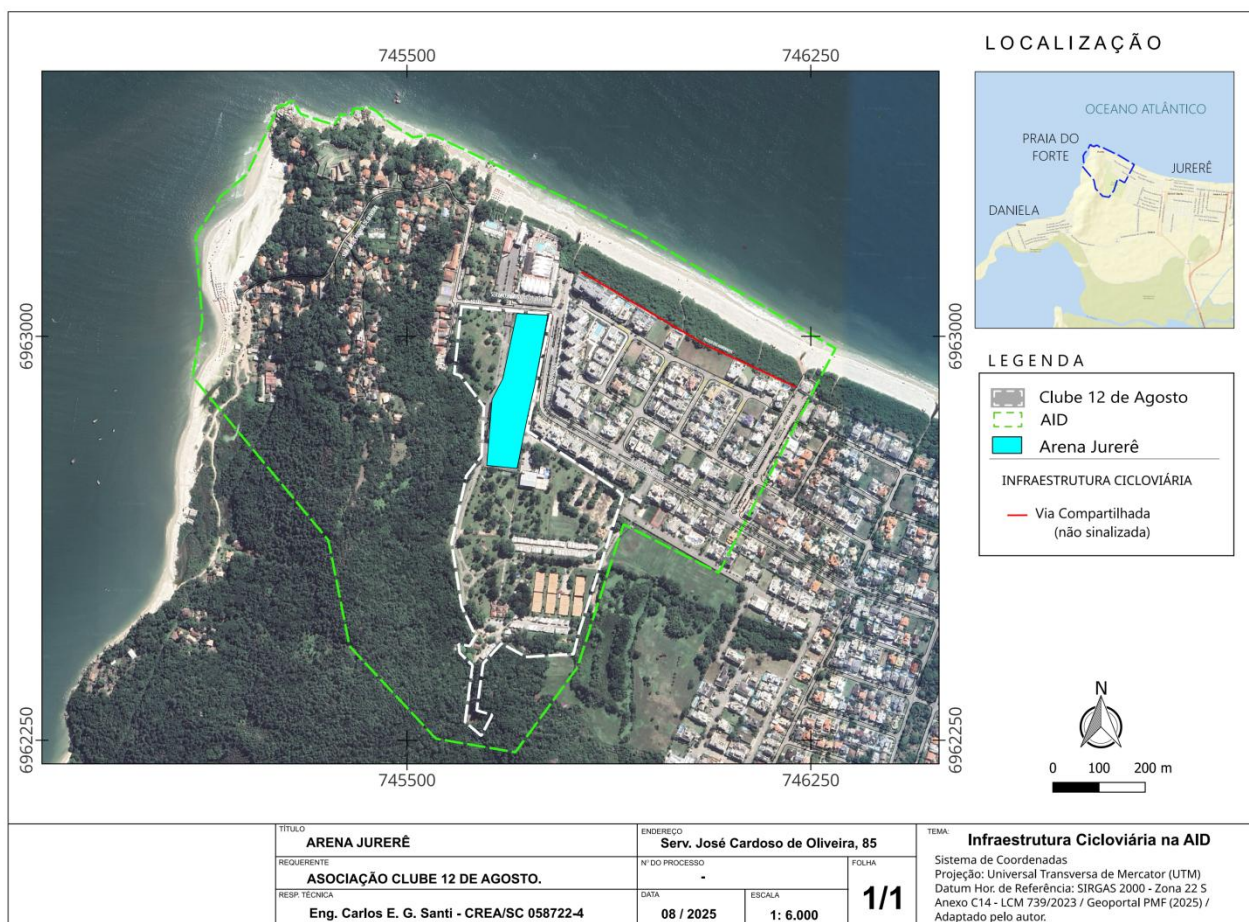 LOCALIZAÇÃO
745500
746250
OCEANO ATLÂNTICO
PRAIA DO
FORTE
JURERÊ
DANIELA
6963000
6963000
LEGENDA
Clube 12 de Agosto
AID
Arena Jurerê
INFRAESTRUTURA CICLOVIÁRIA
Via Compartilhada
(não sinalizada)
6962250
6962250
N
0 100 200 m
745500
746250
TÍTULO
ARENA JURERÊ
REQUERENTE
ASSOCIAÇÃO CLUBE 12 DE AGOSTO.
RESP. TÉCNICA
Eng. Carlos E. G. Santi - CREA/SC 058722-4
ENDEREÇO
Serv. José Cardoso de Oliveira, 85
Nº DO PROCESSO
-
FOLHA
1/1
DATA
08 / 2025
ESCALA
1: 6.000
TEMA:
Infraestrutura Cicloviária na AID
Sistema de Coordenadas
Projeção: Universal Transversa de Mercator (UTM)
Datum Hor. de Referência: SIRGAS 2000 - Zona 22 S
Anexo C14 - LCM 739/2023 / Geoportal PMF (2025) /
Adaptado pelo autor.